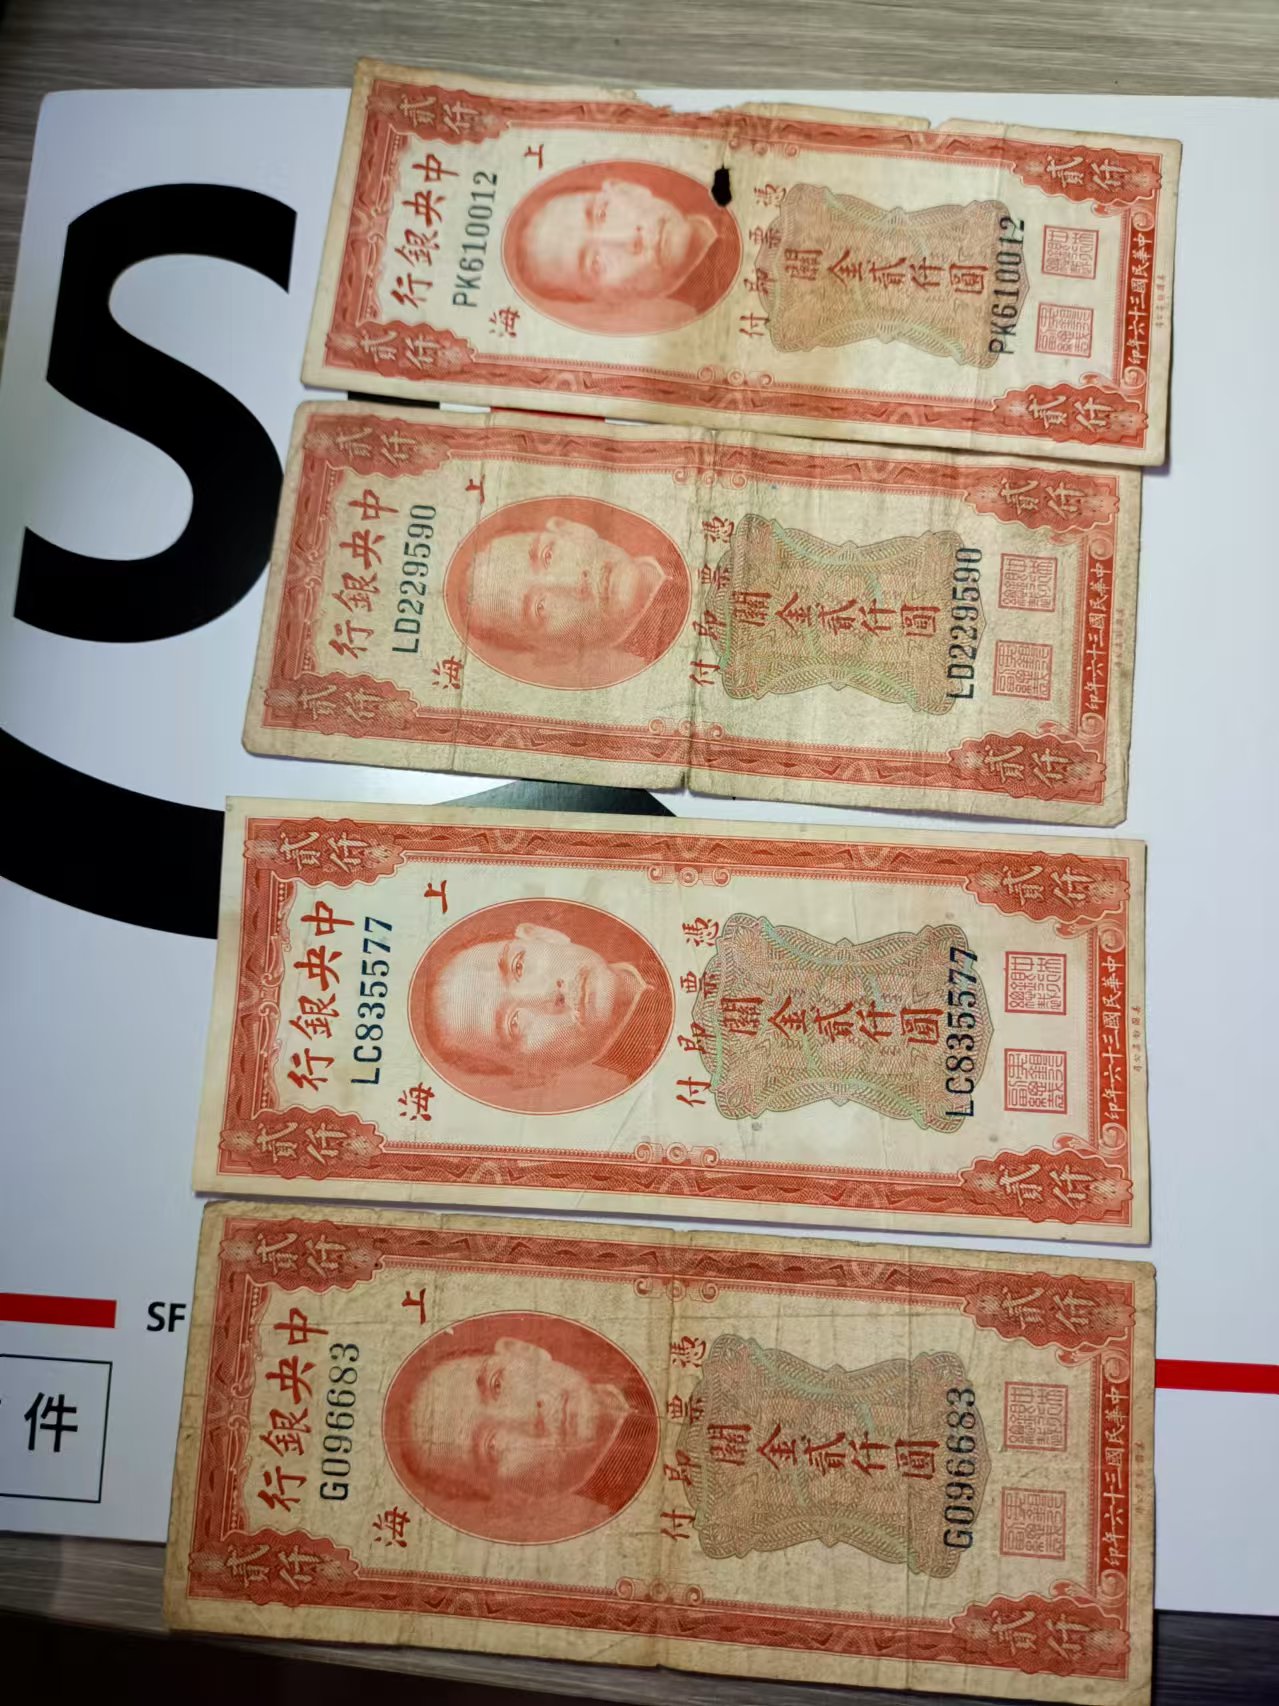 貳仟 貳仟
中央銀行
PK610012
上海
憑票即付
關金貳仟圓
PK610012
中華民國三十六年印
貳仟 貳仟
貳仟 貳仟
中央銀行
LD229590
上海
憑票即付
關金貳仟圓
LD229590
中華民國三十六年印
貳仟 貳仟
貳仟 貳仟
中央銀行
LC835577
上海
憑票即付
關金貳仟圓
LC835577
中華民國三十六年印
貳仟 貳仟
貳仟 貳仟
中央銀行
G096683
上海
憑票即付
關金貳仟圓
G096683
中華民國三十六年印
貳仟 貳仟
S
SF
件